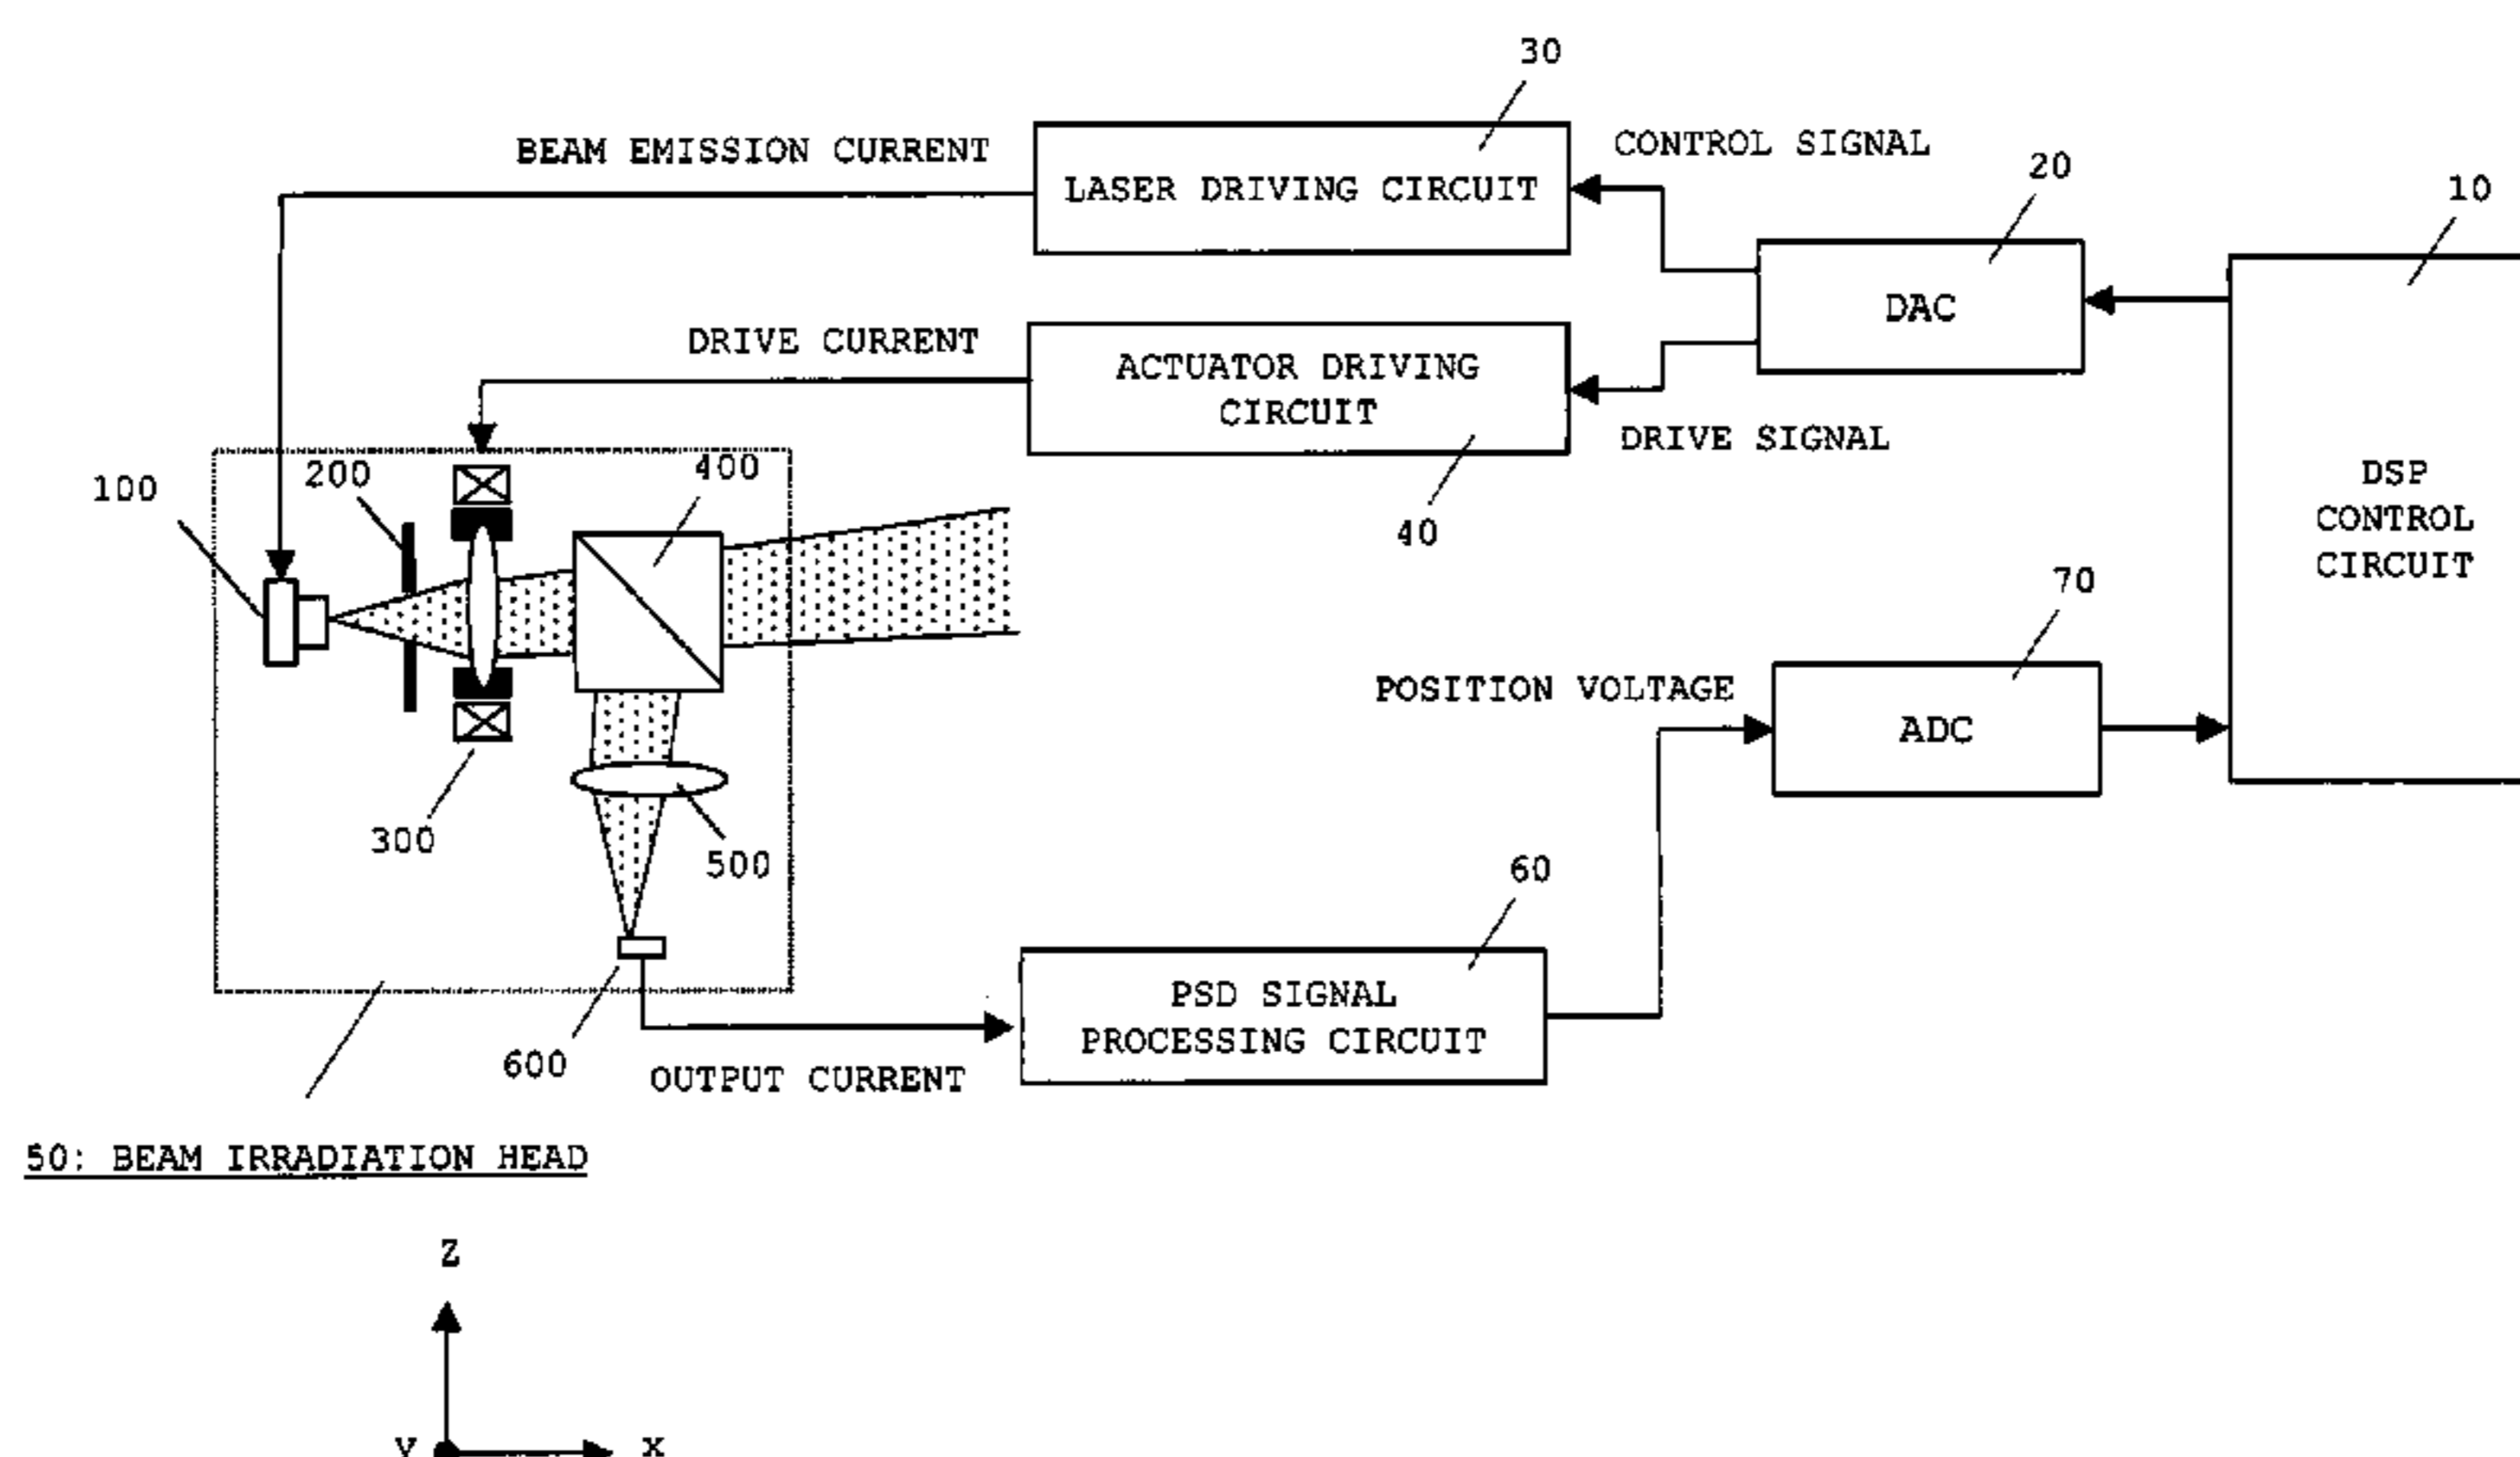 30
BEAM EMISSION CURRENT
CONTROL SIGNAL
LASER DRIVING CIRCUIT
20
10
DAC
DRIVE CURRENT
ACTUATOR DRIVING
CIRCUIT
DRIVE SIGNAL
40
100
200
400
DSP
CONTROL
CIRCUIT
70
POSITION VOLTAGE
ADC
300
500
60
PSD SIGNAL
PROCESSING CIRCUIT
600
OUTPUT CURRENT
50: BEAM IRRADIATION HEAD
Z
Y
X